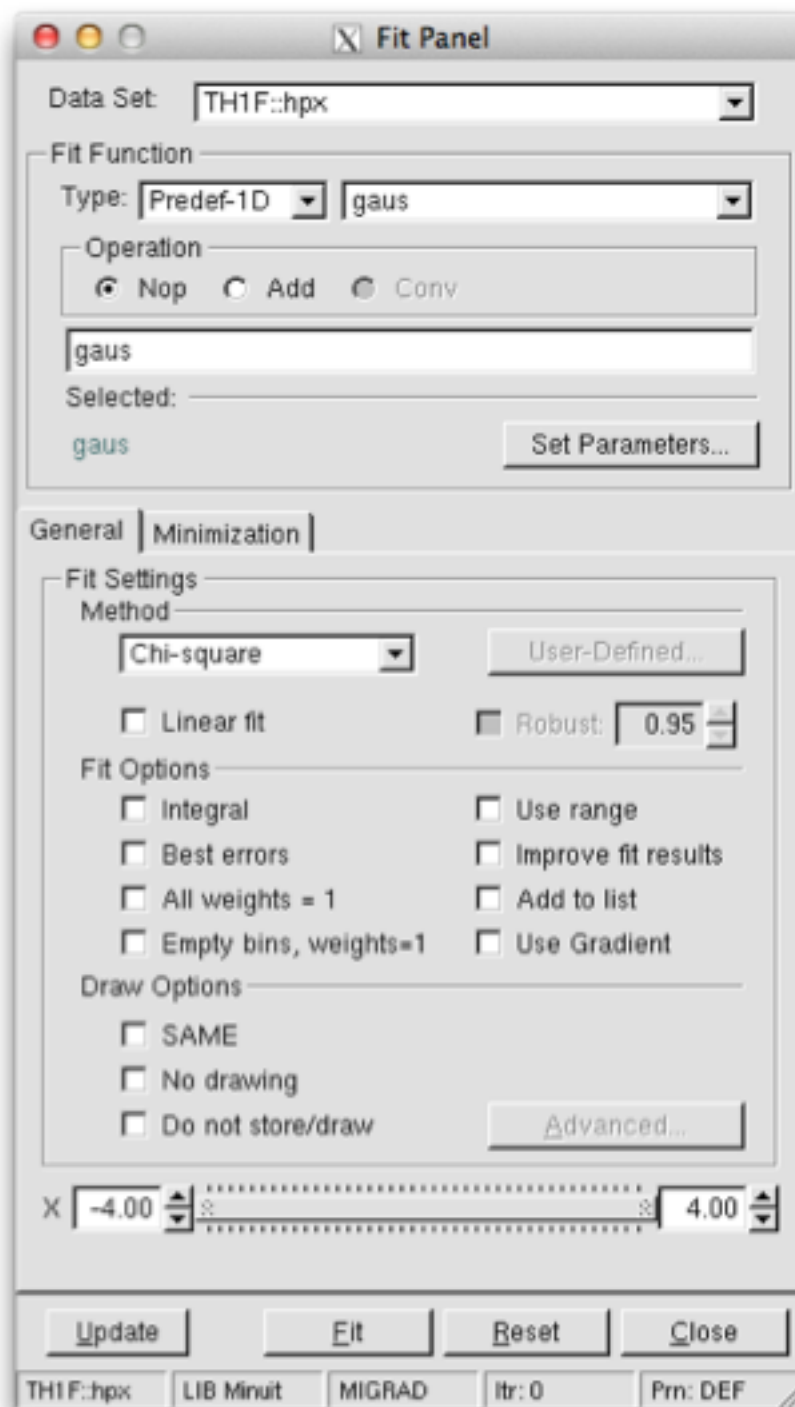 X Fit Panel
Data Set: TH1F::hpx
Fit Function
Type: Predef-1D gaus
Operation
Nop Add Conv
gaus
Selected:
gaus Set Parameters...
General Minimization
Fit Settings
Method
Chi-square User-Defined...
Linear fit Robust: 0.95
Fit Options
Integral Use range
Best errors Improve fit results
All weights = 1 Add to list
Empty bins, weights=1 Use Gradient
Draw Options
SAME
No drawing
Do not store/draw Advanced...
X -4.00 4.00
Update Fit Reset Close
TH1F::hpx LIB Minuit MIGRAD Itr: 0 Prn: DEF